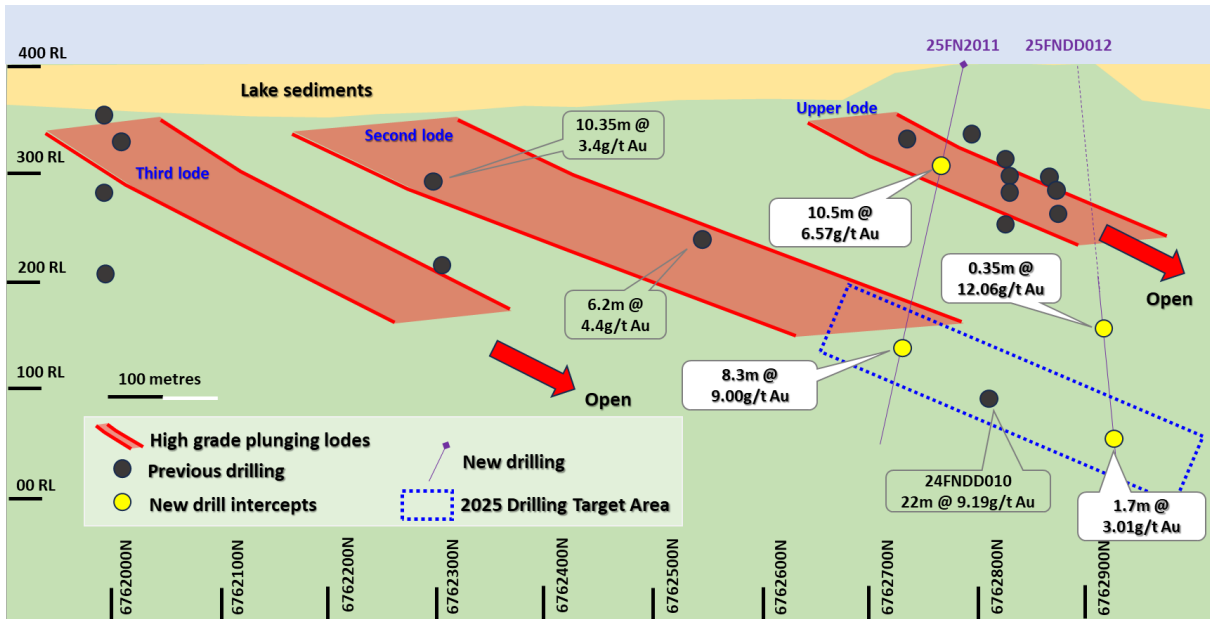 25FN2011
25FNDD012
400 RL
Lake sediments
Upper lode
10.35m @
3.4g/t Au
Second lode
300 RL
Third lode
10.5m @
6.57g/t Au
0.35m @
12.06g/t Au
200 RL
Open
6.2m @
4.4g/t Au
8.3m @
9.00g/t Au
100 RL
100 metres
Open
High grade plunging lodes
Previous drilling
New drill intercepts
New drilling
2025 Drilling Target Area
24FNDD010
22m @ 9.19g/t Au
1.7m @
3.01g/t Au
00 RL
6762000N
6762100N
6762200N
6762300N
6762400N
6762500N
6762600N
6762700N
6762800N
6762900N